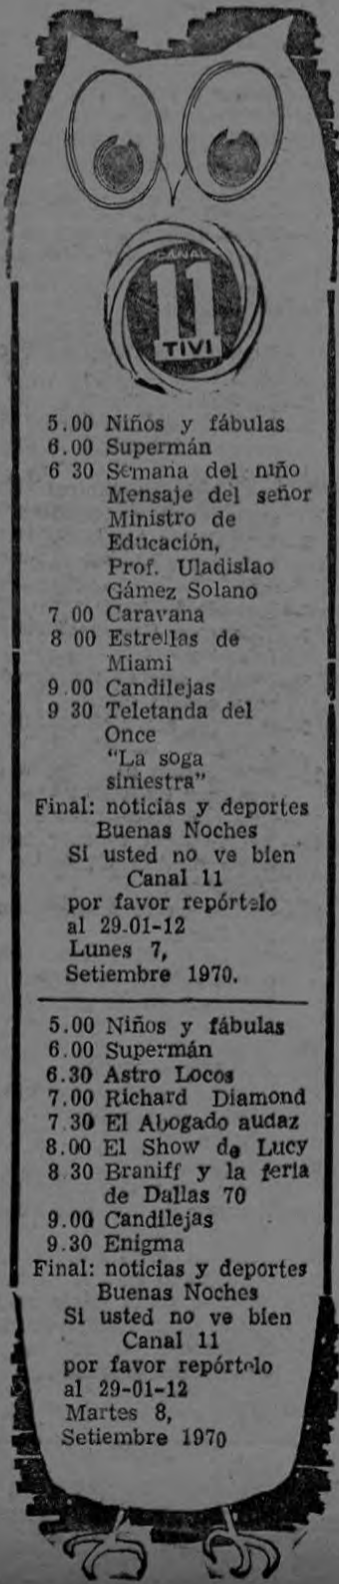 CANAL
11
TIVI
5.00 Niños y fábulas
6.00 Supermán
6 30 Semana del niño
Mensaje del señor
Ministro de
Educación,
Prof. Uladislao
Gámez Solano
7 00 Caravana
8 00 Estrellas de
Miami
9.00 Candilejas
9 30 Teletanda del
Once
"La soga
siniestra"
Final: noticias y deportes
Buenas Noches
Si usted no ve bien
Canal 11
por favor repórtelo
al 29-01-12
Lunes 7,
Setiembre 1970.
5.00 Niños y fábulas
6.00 Supermán
6.30 Astro Locos
7.00 Richard Diamond
7 30 El Abogado audaz
8.00 El Show de Lucy
8 30 Braniff y la feria
de Dallas 70
9.00 Candilejas
9.30 Enigma
Final: noticias y deportes
Buenas Noches
Si usted no ve bien
Canal 11
por favor repórtelo
al 29-01-12
Martes 8,
Setiembre 1970